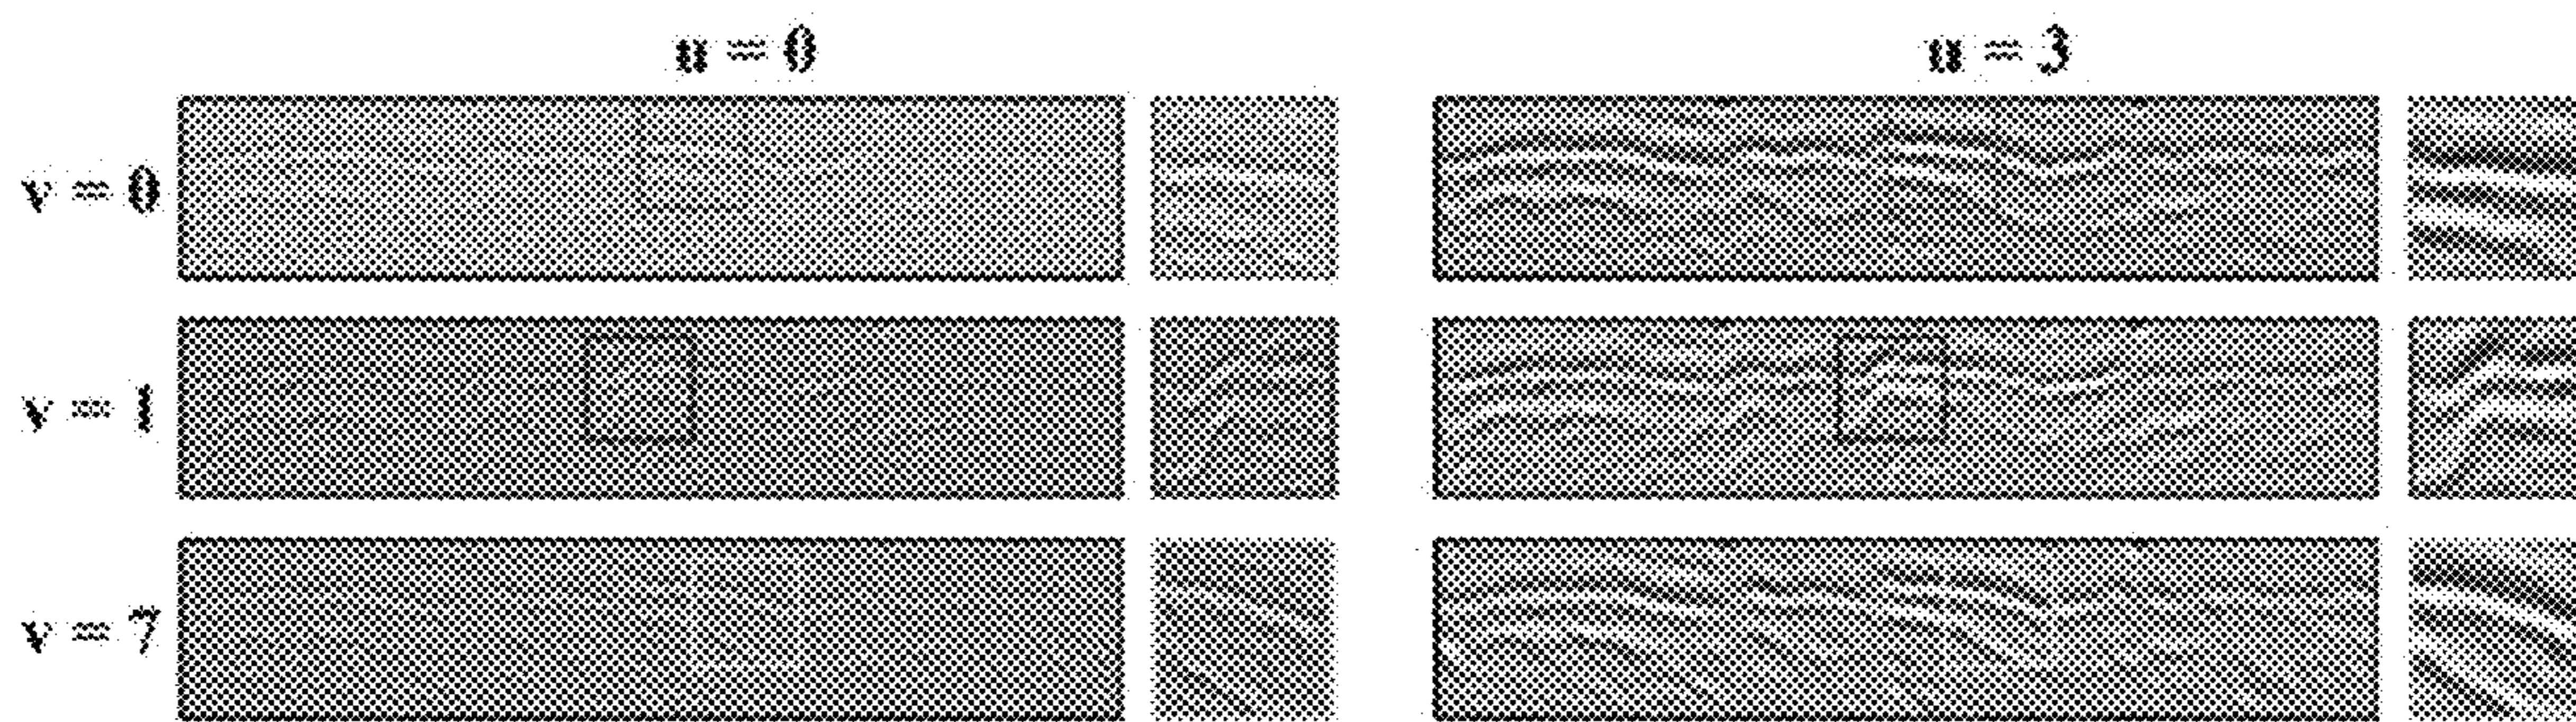 u = 0
u = 3
v = 0
v = 1
v = 7